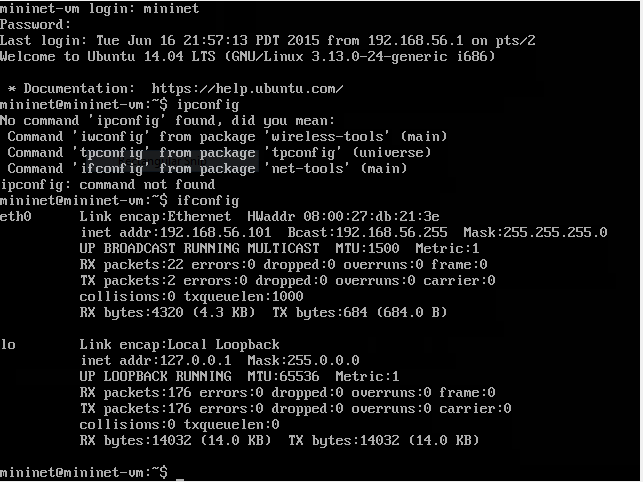 mininet-vm login: mininet
Password:
Last login: Tue Jun 16 21:57:13 PDT 2015 from 192.168.56.1 on pts/2
Welcome to Ubuntu 14.04 LTS (GNU/Linux 3.13.0-24-generic i686)
* Documentation:  https://help.ubuntu.com/
mininet@mininet-vm:~$ ipconfig
No command 'ipconfig' found, did you mean:
Command 'iwconfig' from package 'wireless-tools' (main)
Command 'tpconfig' from package 'tpconfig' (universe)
Command 'ifconfig' from package 'net-tools' (main)
ipconfig: command not found
mininet@mininet-vm:~$ ifconfig
eth0      Link encap:Ethernet  HWaddr 08:00:27:db:21:3e
inet addr:192.168.56.101  Bcast:192.168.56.255  Mask:255.255.255.0
UP BROADCAST RUNNING MULTICAST  MTU:1500  Metric:1
RX packets:22 errors:0 dropped:0 overruns:0 frame:0
TX packets:2 errors:0 dropped:0 overruns:0 carrier:0
collisions:0 txqueuelen:1000
RX bytes:4320 (4.3 KB)  TX bytes:684 (684.0 B)
lo        Link encap:Local Loopback
inet addr:127.0.0.1  Mask:255.0.0.0
UP LOOPBACK RUNNING  MTU:65536  Metric:1
RX packets:176 errors:0 dropped:0 overruns:0 frame:0
TX packets:176 errors:0 dropped:0 overruns:0 carrier:0
collisions:0 txqueuelen:0
RX bytes:14032 (14.0 KB)  TX bytes:14032 (14.0 KB)
mininet@mininet-vm:~$ _